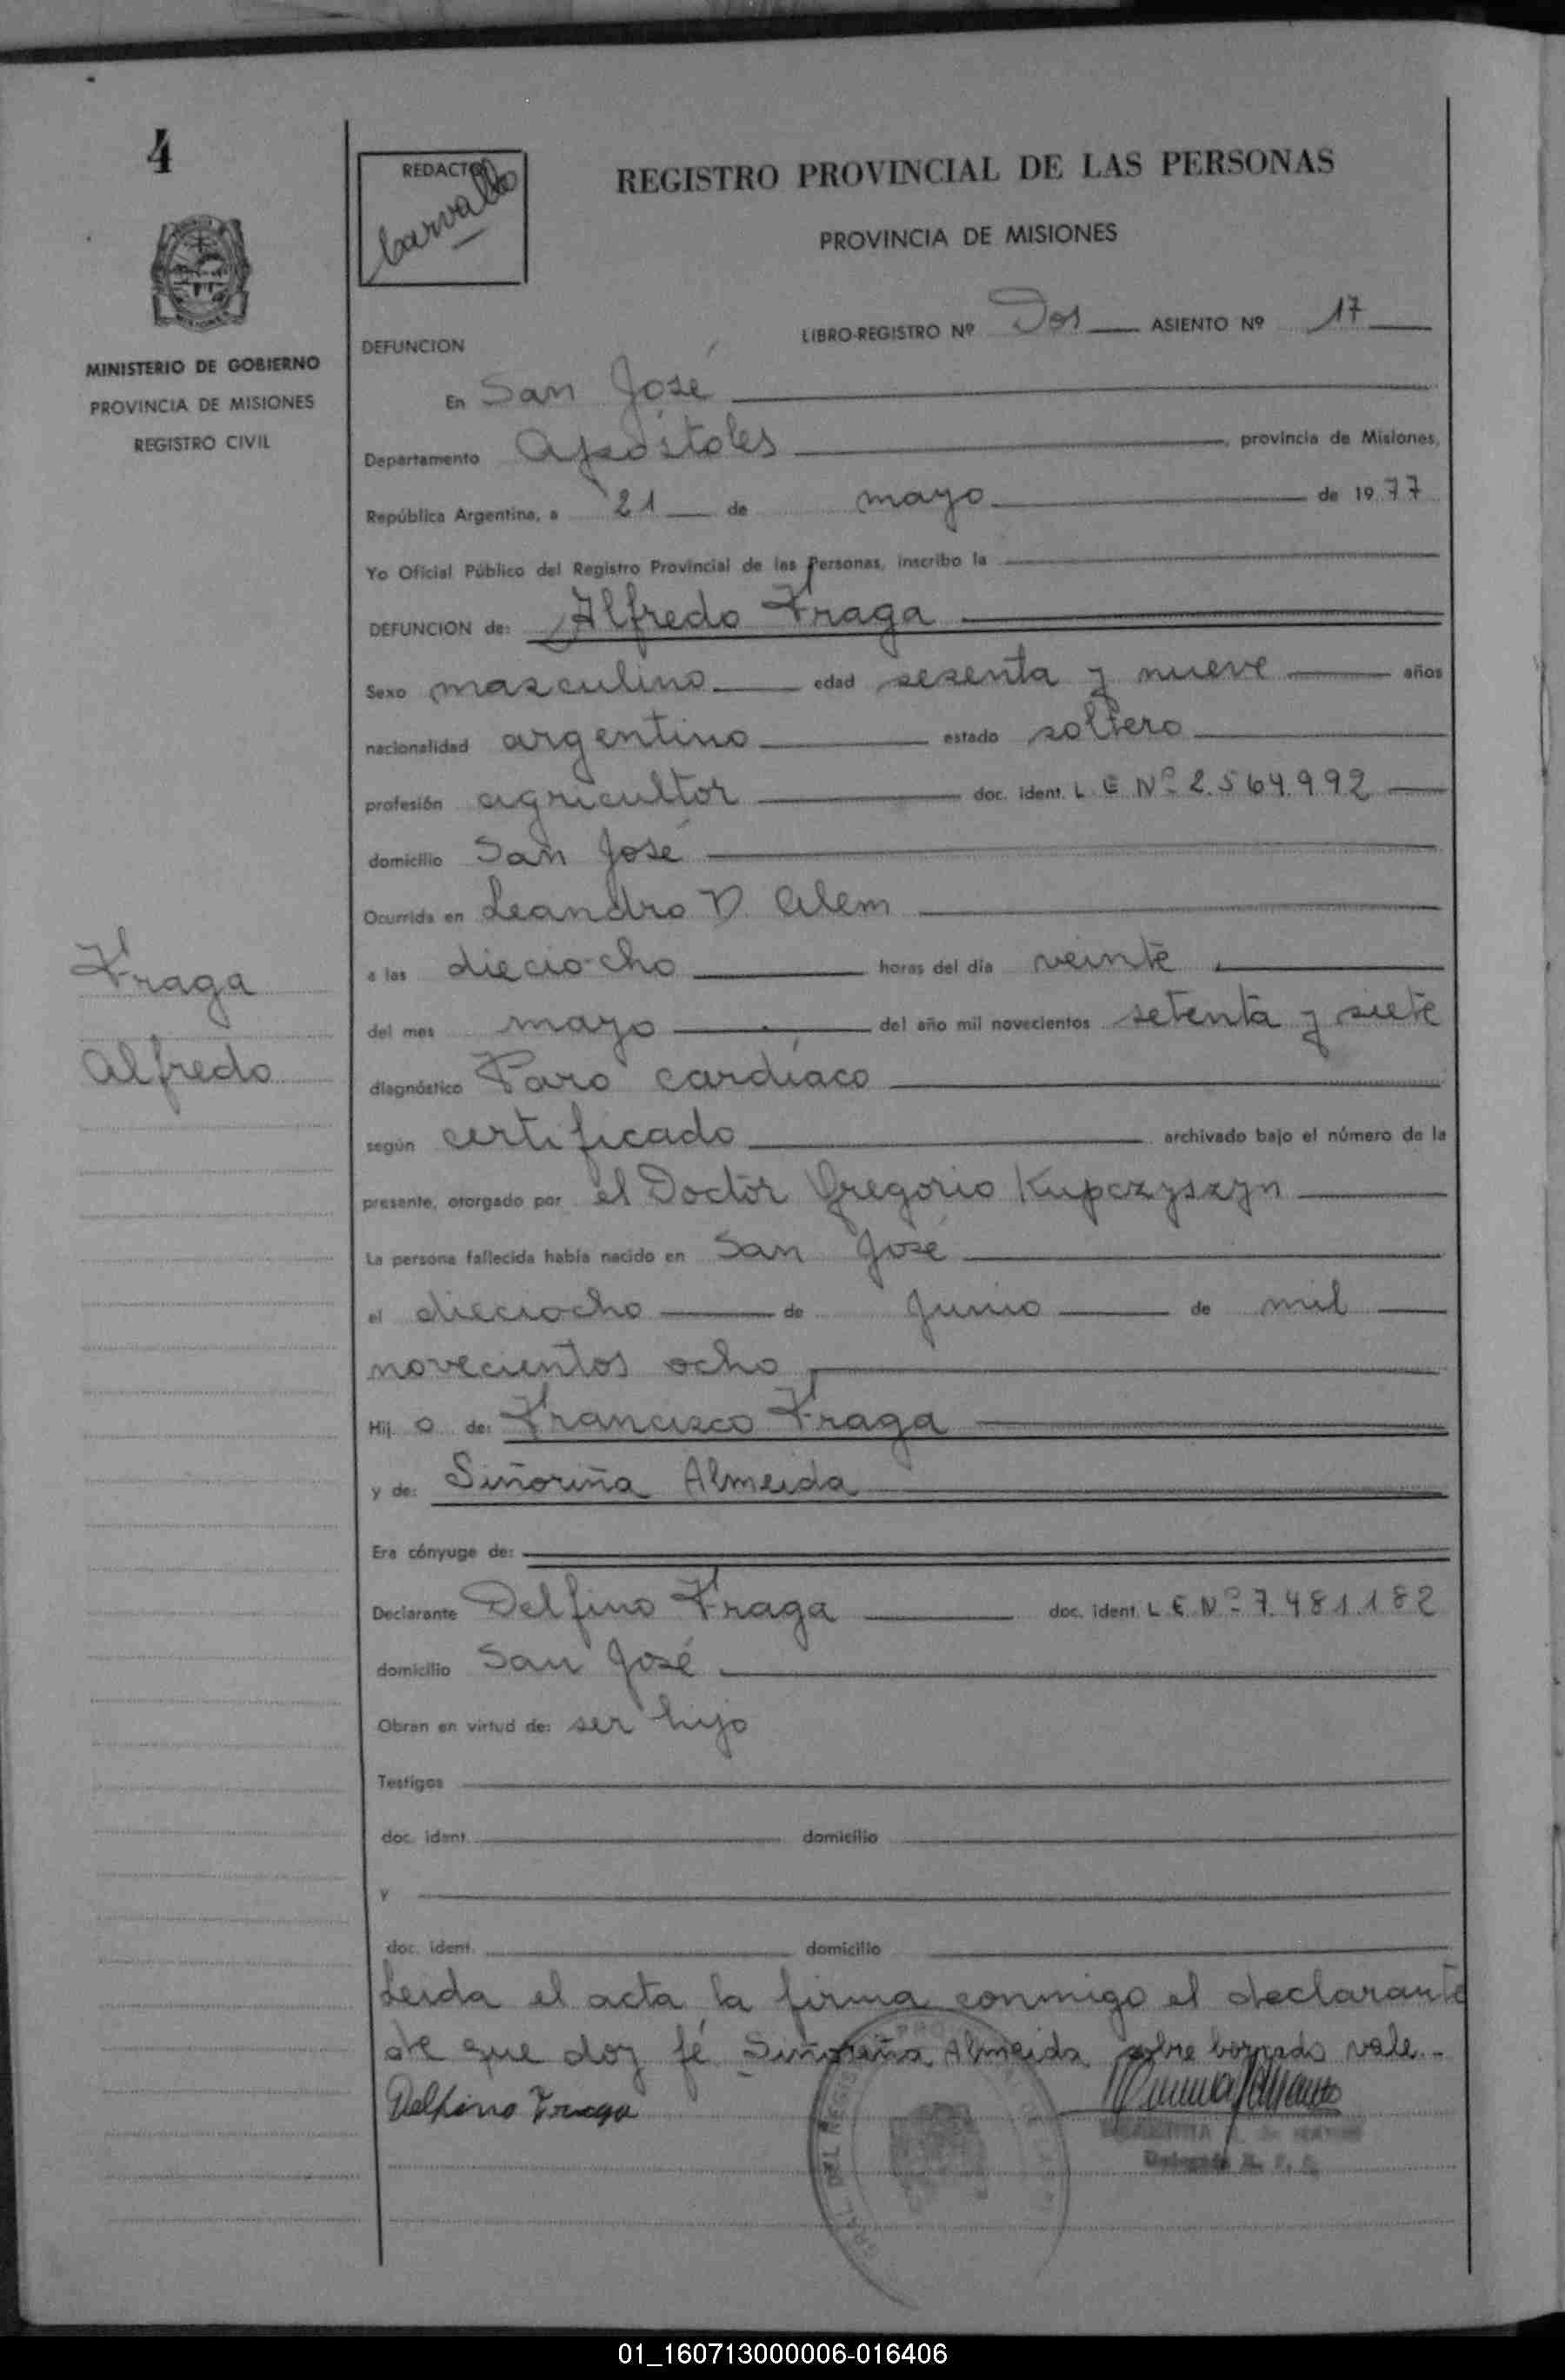 4
REDACTOR
Carvallo
REGISTRO PROVINCIAL DE LAS PERSONAS
PROVINCIA DE MISIONES
MINISTERIO DE GOBIERNO
PROVINCIA DE MISIONES
REGISTRO CIVIL
LIBRO-REGISTRO Nº Dos ASIENTO Nº 17
DEFUNCION
En San José
Departamento Apóstoles, provincia de Misiones,
República Argentina, a 21 de mayo de 1977
Yo Oficial Público del Registro Provincial de las Personas, inscribo la
DEFUNCION de: Alfredo Fraga
Sexo masculino edad sesenta y nueve años
nacionalidad argentino estado soltero
profesión agricultor doc. ident. L E Nº 2.564.992
domicilio San José
Ocurrida en Leandro N. Alem
a las dieciocho horas del día veinte
del mes mayo del año mil novecientos setenta y siete
diagnóstico Paro cardíaco
según certificado archivado bajo el número de la
presente, otorgado por el Doctor Gregorio Kupczyszyn
La persona fallecida había nacido en San José
el dieciocho de Junio de mil
novecientos ocho
Hij o de: Francisco Fraga
y de: Siñoriña Almeida
Era cónyuge de:
Declarante Delfino Fraga doc. ident. L E Nº 7.481.182
domicilio San José
Obran en virtud de: ser hijo
Testigos
doc. ident. domicilio
y
doc. ident. domicilio
Leida el acta la firma conmigo el declarante
de que doy fé Siñoriña Almeida sobre borrado vale.-
Delfino Fraga
Delegada R. P. P.
Fraga
Alfredo
01_160713000006-016406